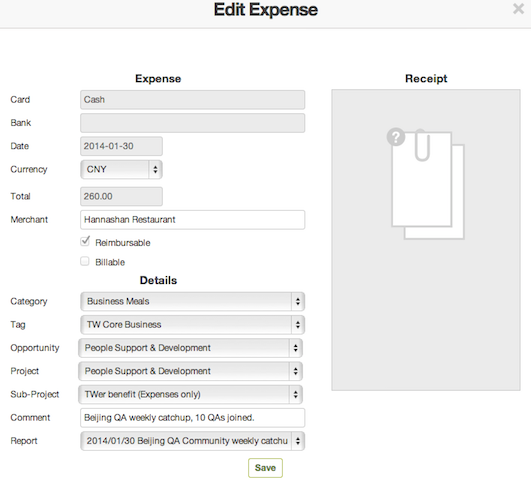 Edit Expense
Expense
Receipt
Card Cash
Bank
Date 2014-01-30
?
Currency CNY
Total 260.00
Merchant Hannashan Restaurant
Reimbursable
Billable
Details
Category Business Meals
Tag TW Core Business
Opportunity People Support & Development
Project People Support & Development
Sub-Project TWer benefit (Expenses only)
Comment Beijing QA weekly catchup, 10 QAs joined.
Report 2014/01/30 Beijing QA Community weekly catchu
Save